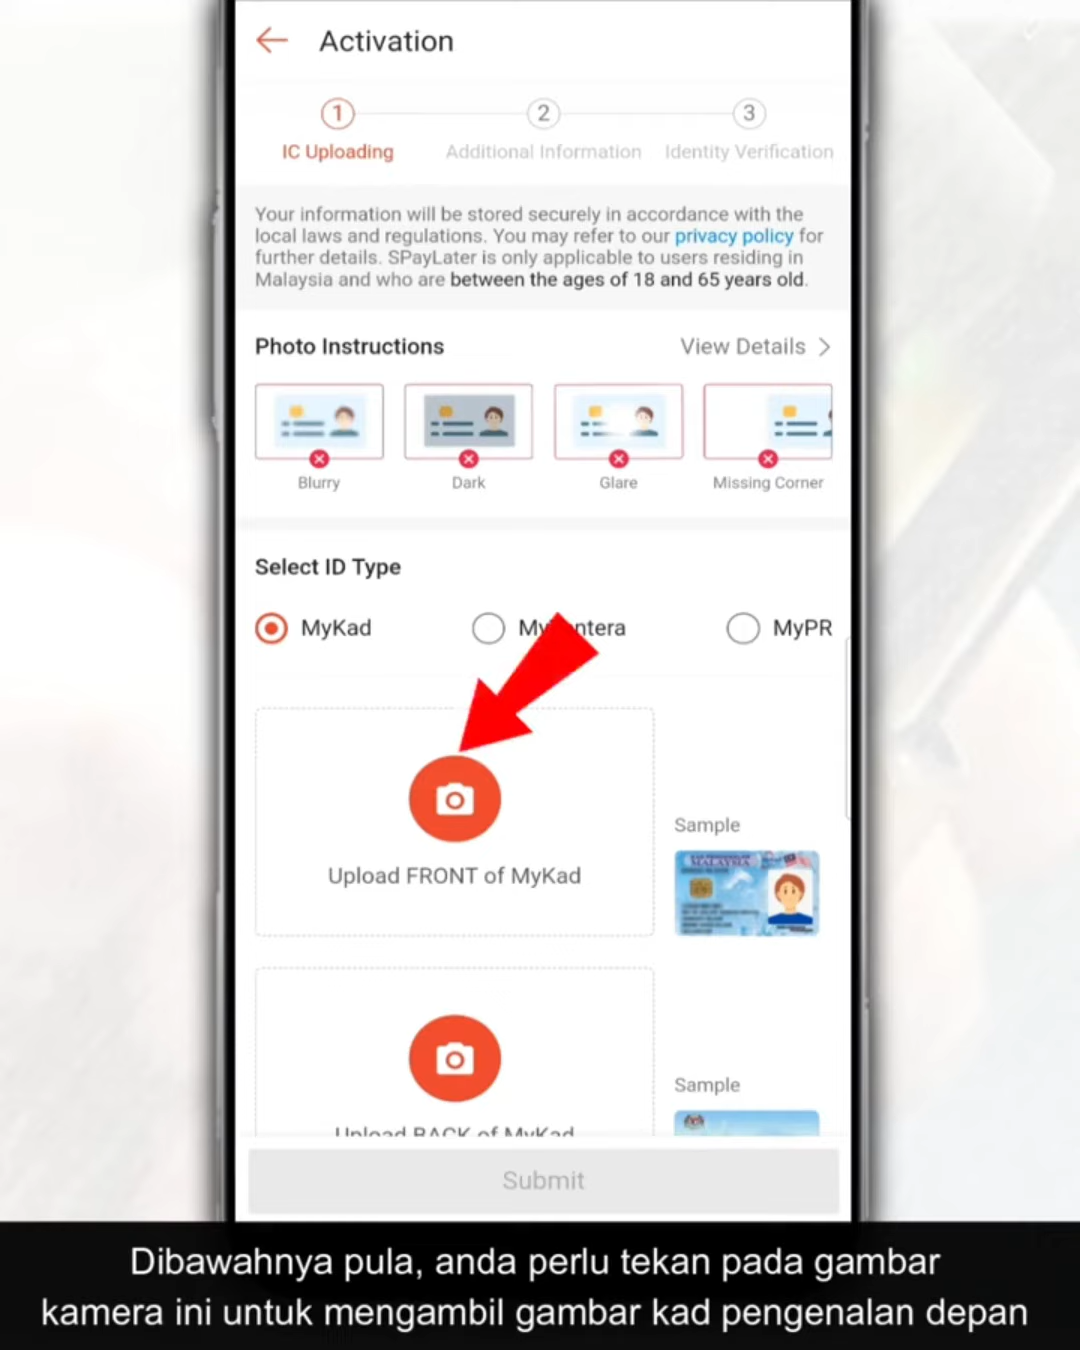 Activation
1 2 3
IC Uploading Additional Information Identity Verification
Your information will be stored securely in accordance with the
local laws and regulations. You may refer to our privacy policy for
further details. SPayLater is only applicable to users residing in
Malaysia and who are between the ages of 18 and 65 years old.
Photo Instructions View Details
Blurry Dark Glare Missing Corner
Select ID Type
MyKad MyPR
Upload FRONT of MyKad
Sample
MALAYSIA
Upload BACK of MyKad
Sample
Submit
Dibawahnya pula, anda perlu tekan pada gambar
kamera ini untuk mengambil gambar kad pengenalan depan